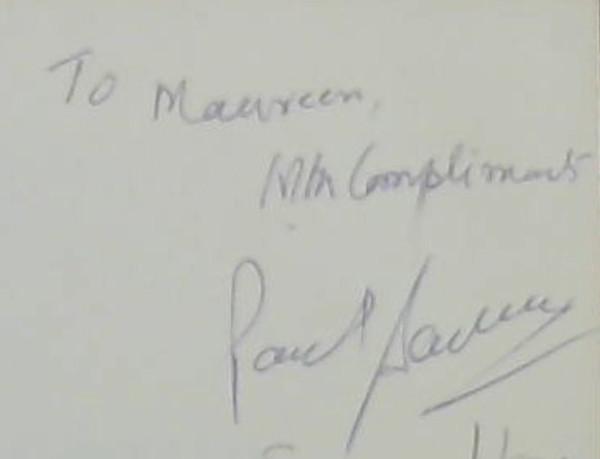 To Maureen,
With Compliments
Paul